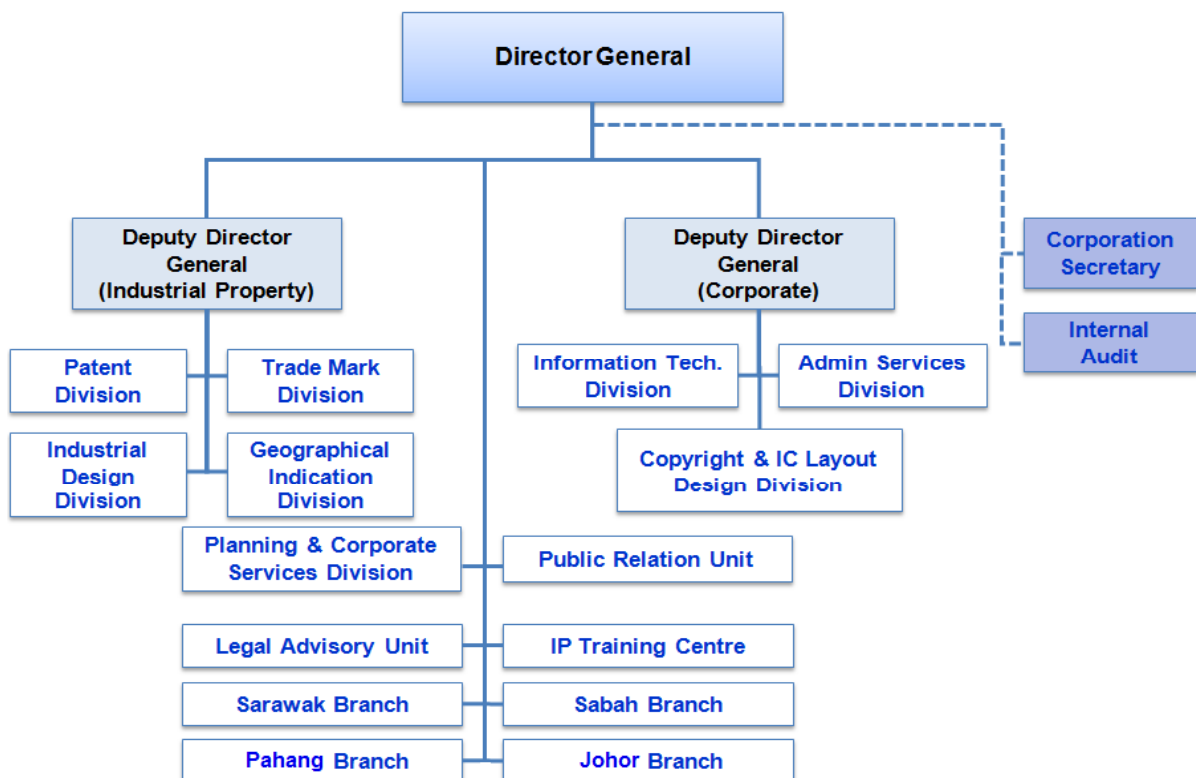 Director General
Deputy Director
General
(Industrial Property)
Deputy Director
General
(Corporate)
Corporation
Secretary
Internal
Audit
Patent
Division
Trade Mark
Division
Industrial
Design
Division
Geographical
Indication
Division
Information Tech.
Division
Admin Services
Division
Copyright & IC Layout
Design Division
Planning & Corporate
Services Division
Public Relation Unit
Legal Advisory Unit
IP Training Centre
Sarawak Branch
Sabah Branch
Pahang Branch
Johor Branch